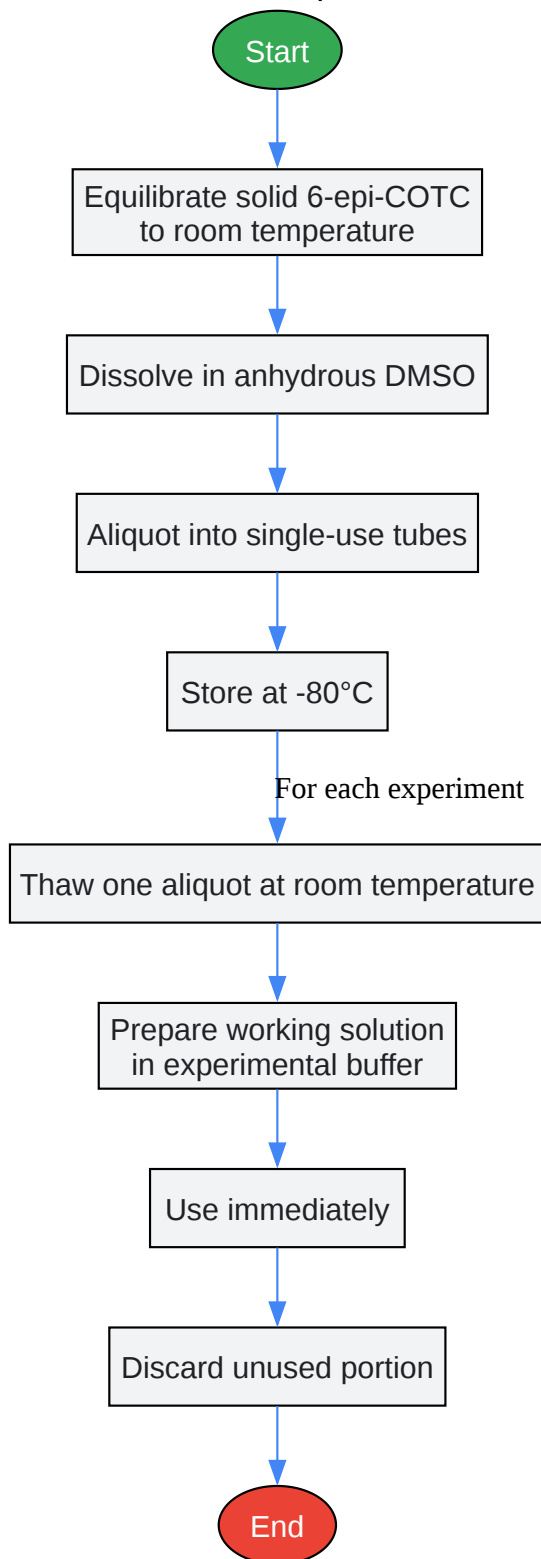 Start
Equilibrate solid 6-epi-COTC
to room temperature
Dissolve in anhydrous DMSO
Aliquot into single-use tubes
Store at -80°C
For each experiment
Thaw one aliquot at room temperature
Prepare working solution
in experimental buffer
Use immediately
Discard unused portion
End